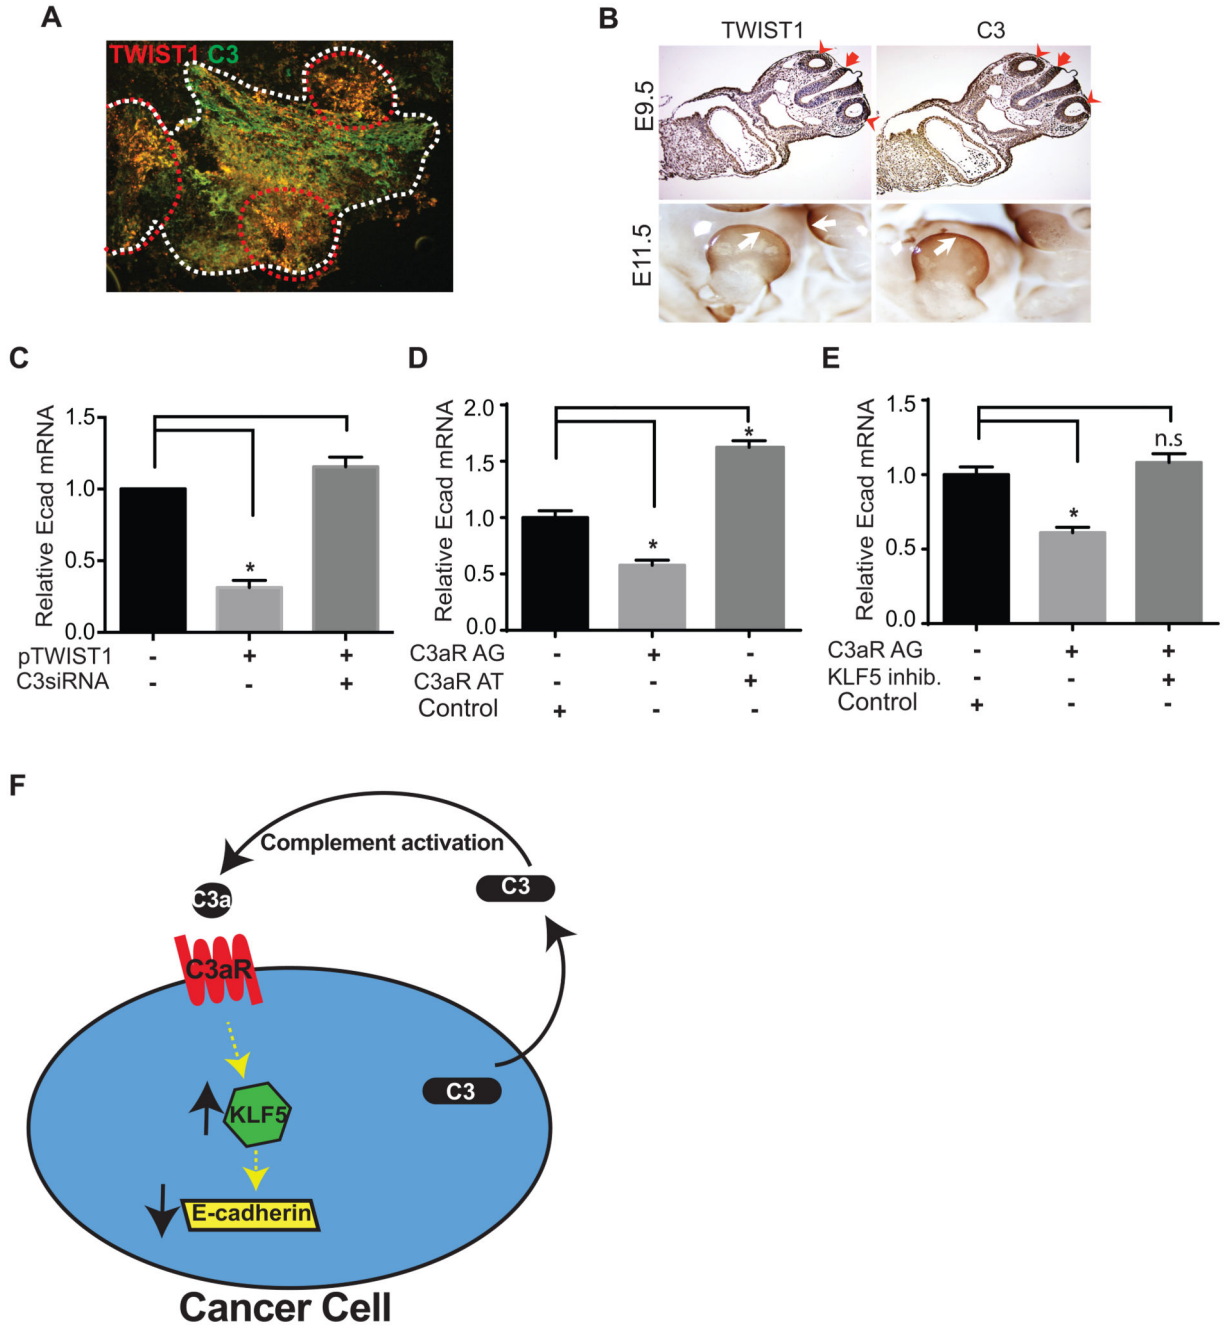 A
TWIST1 C3
B
TWIST1 C3
E9.5
E11.5
C
Relative Ecad mRNA
1.5
1.0
0.5
0.0
*
pTWIST1 - + +
C3siRNA - - +
D
Relative Ecad mRNA
2.0
1.5
1.0
0.5
0.0
*
*
C3aR AG - + -
C3aR AT - - +
Control + - -
E
Relative Ecad mRNA
1.5
1.0
0.5
0.0
*
n.s
C3aR AG - + +
KLF5 inhib. - - +
Control + - -
F
Complement activation
C3a
C3
C3aR
KLF5
C3
E-cadherin
Cancer Cell